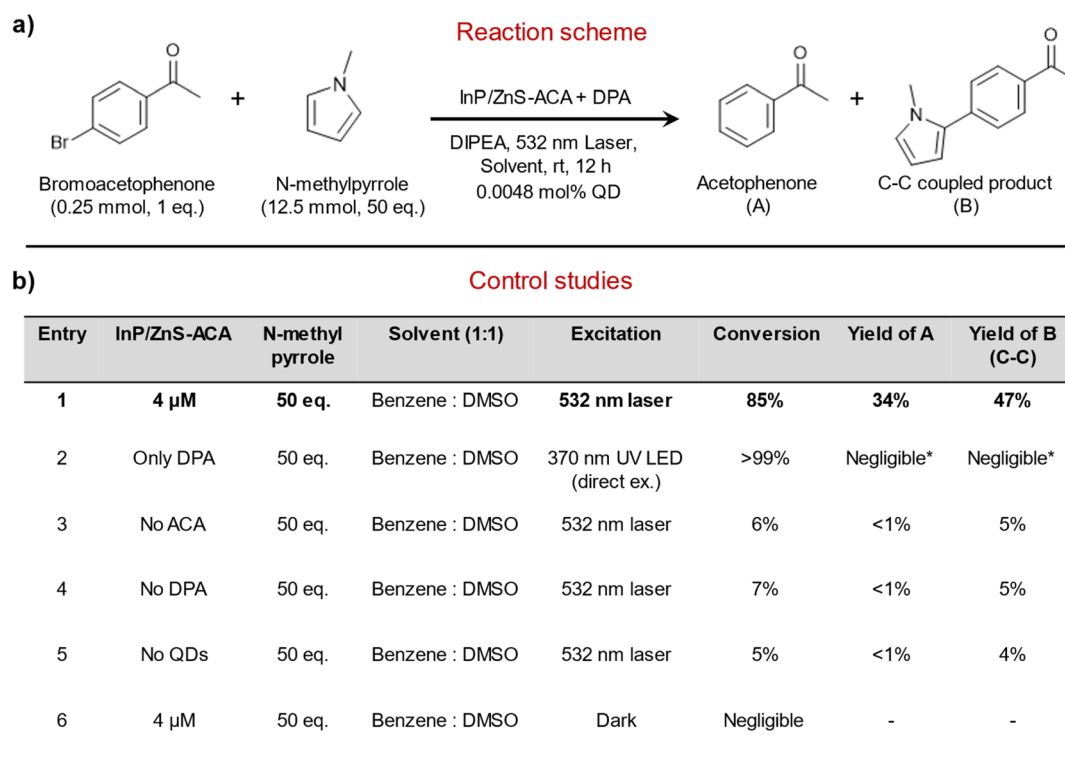 a)
Reaction scheme
O
Br
+
N
InP/ZnS-ACA + DPA
DIPEA, 532 nm Laser,
Solvent, rt, 12 h
0.0048 mol% QD
O
+
N
O
Bromoacetophenone
(0.25 mmol, 1 eq.)
N-methylpyrrole
(12.5 mmol, 50 eq.)
Acetophenone
(A)
C-C coupled product
(B)
b)
Control studies
Entry InP/ZnS-ACA N-methyl pyrrole Solvent (1:1) Excitation Conversion Yield of A Yield of B (C-C)
1 4 µM 50 eq. Benzene : DMSO 532 nm laser 85% 34% 47%
2 Only DPA 50 eq. Benzene : DMSO 370 nm UV LED (direct ex.) >99% Negligible* Negligible*
3 No ACA 50 eq. Benzene : DMSO 532 nm laser 6% <1% 5%
4 No DPA 50 eq. Benzene : DMSO 532 nm laser 7% <1% 5%
5 No QDs 50 eq. Benzene : DMSO 532 nm laser 5% <1% 4%
6 4 µM 50 eq. Benzene : DMSO Dark Negligible - -